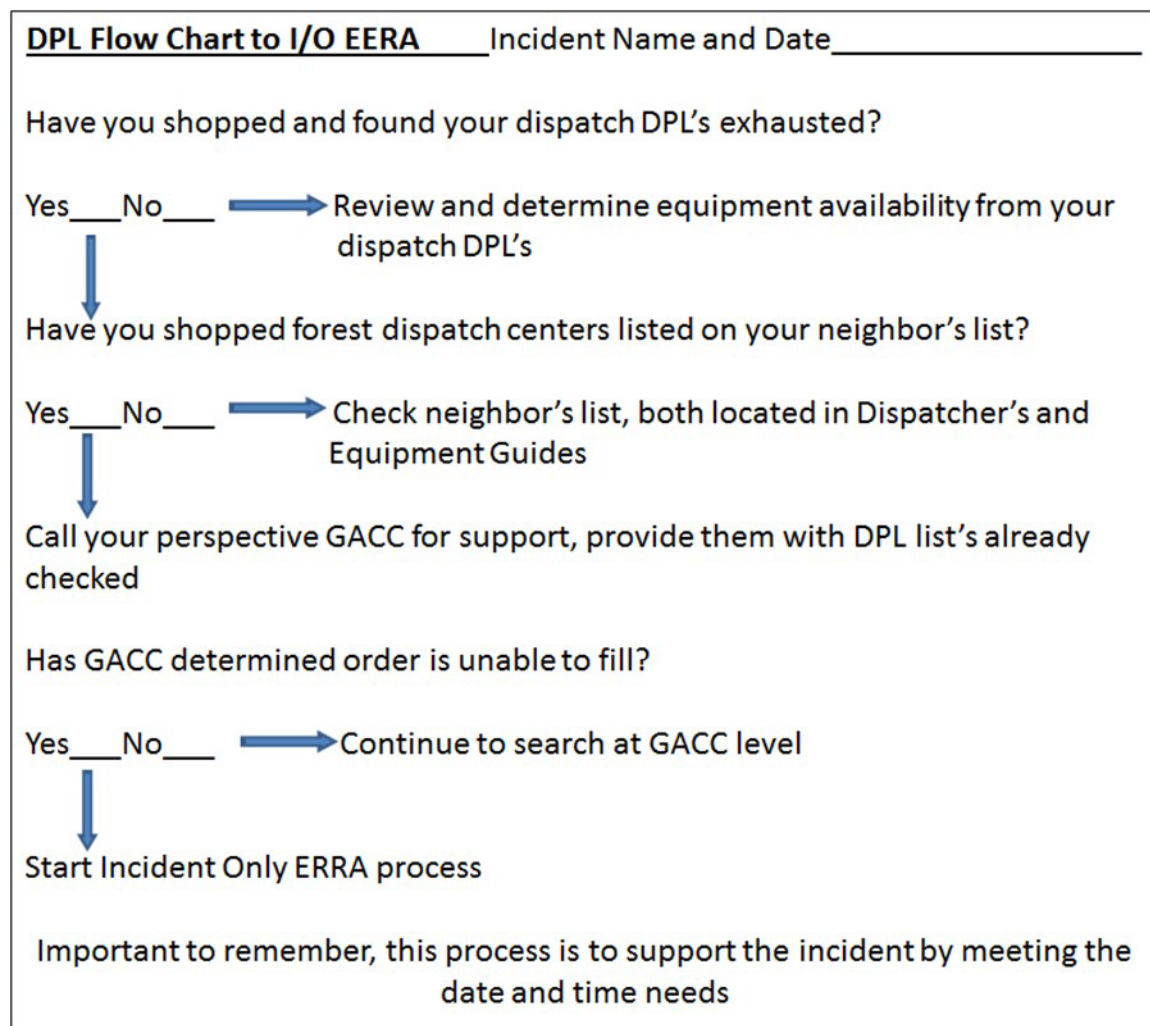 DPL Flow Chart to I/O EERA____Incident Name and Date____________________
Have you shopped and found your dispatch DPL’s exhausted?
Yes___No___ Review and determine equipment availability from your
dispatch DPL’s
Have you shopped forest dispatch centers listed on your neighbor’s list?
Yes___No___ Check neighbor’s list, both located in Dispatcher’s and
Equipment Guides
Call your perspective GACC for support, provide them with DPL list’s already
checked
Has GACC determined order is unable to fill?
Yes___No___ Continue to search at GACC level
Start Incident Only ERRA process
Important to remember, this process is to support the incident by meeting the
date and time needs